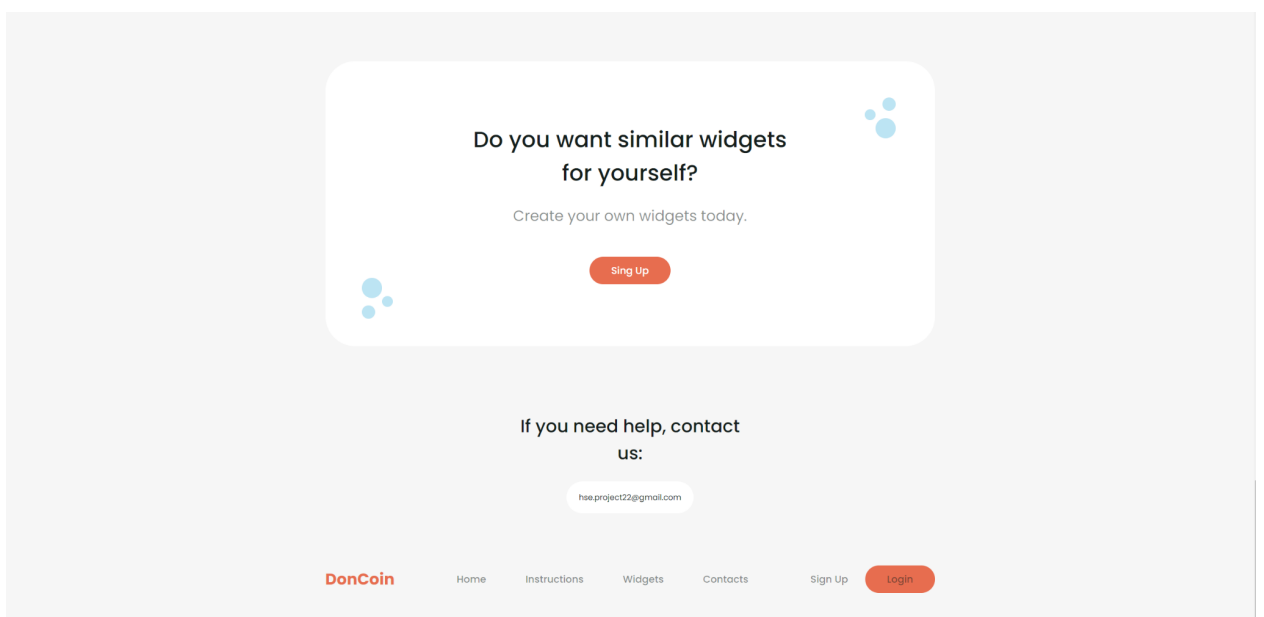 Do you want similar widgets
for yourself?
Create your own widgets today.
Sing Up
If you need help, contact
us:
hse.project22@gmail.com
DonCoin Home Instructions Widgets Contacts Sign Up Login